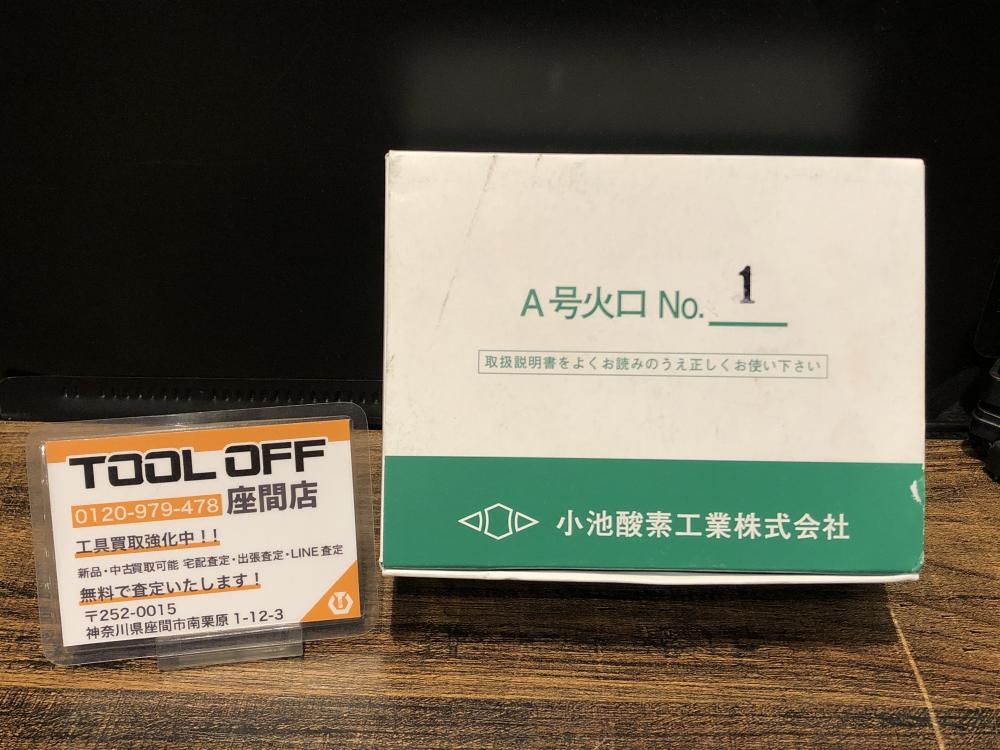 A号火口 No. 1
取扱説明書をよくお読みのうえ正しくお使い下さい
小池酸素工業株式会社
TOOL OFF
0120-979-478 座間店
工具買取強化中!!
新品・中古買取可能 宅配査定・出張査定・LINE査定
無料で査定いたします!
〒252-0015
神奈川県座間市南栗原 1-12-3